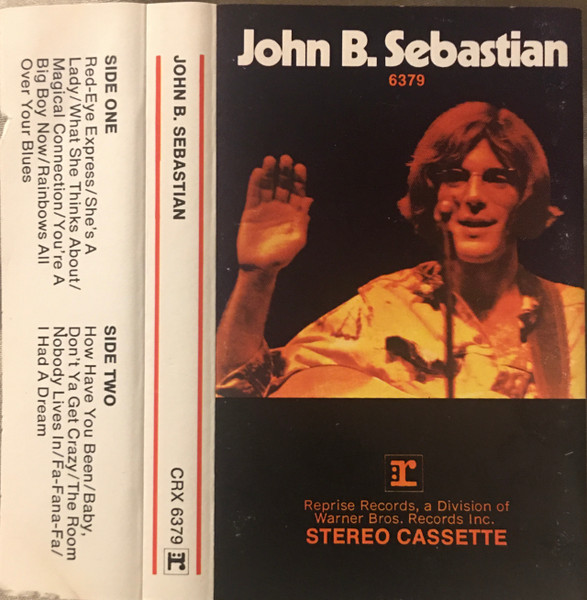 John B. Sebastian
6379
r
Reprise Records, a Division of
Warner Bros. Records Inc.
STEREO CASSETTE
JOHN B. SEBASTIAN
CRX 6379
r
SIDE ONE
Red-Eye Express/She's A
Lady/What She Thinks About/
Magical Connection/You're A
Big Boy Now/Rainbows All
Over Your Blues
SIDE TWO
How Have You Been/Baby,
Don't Ya Get Crazy/The Room
Nobody Lives In/Fa-Fana-Fa/
I Had A Dream